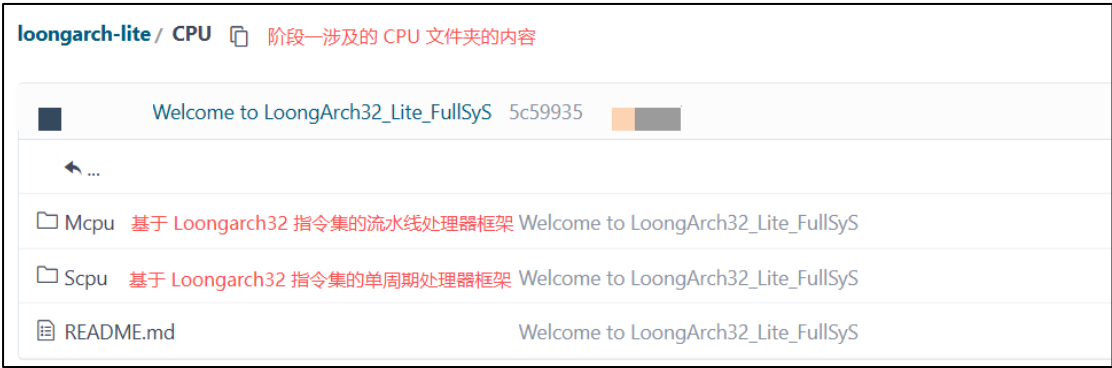 loongarch-lite / CPU 阶段一涉及的 CPU 文件夹的内容
Welcome to LoongArch32_Lite_FullSyS 5c59935
...
Mcpu 基于 Loongarch32 指令集的流水线处理器框架 Welcome to LoongArch32_Lite_FullSyS
Scpu 基于 Loongarch32 指令集的单周期处理器框架 Welcome to LoongArch32_Lite_FullSyS
README.md Welcome to LoongArch32_Lite_FullSyS